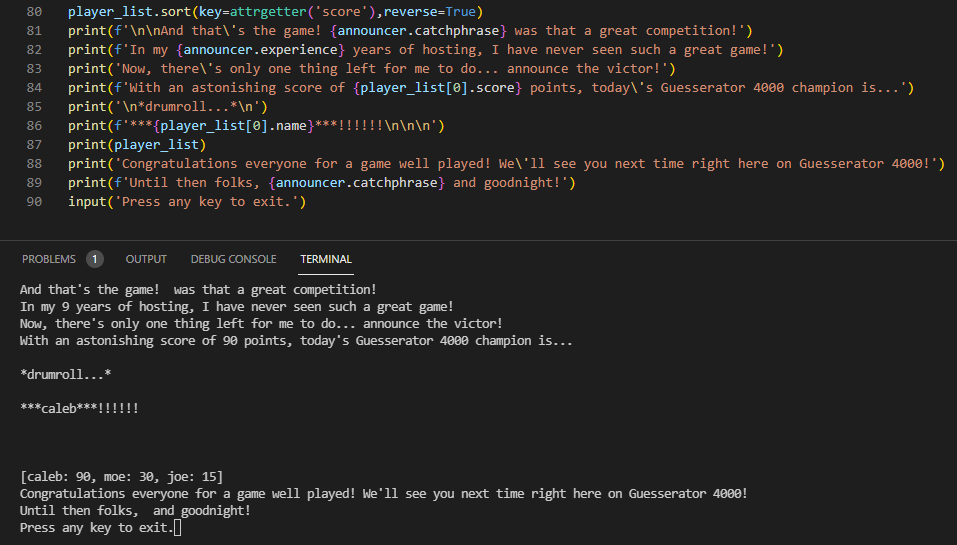 80 player_list.sort(key=attrgetter('score'),reverse=True)
81 print(f'\n\nAnd that\'s the game! {announcer.catchphrase} was that a great competition!')
82 print(f'In my {announcer.experience} years of hosting, I have never seen such a great game!')
83 print('Now, there\'s only one thing left for me to do... announce the victor!')
84 print(f'With an astonishing score of {player_list[0].score} points, today\'s Guesserator 4000 champion is...')
85 print('\n*drumroll...*\n')
86 print(f'***{player_list[0].name}***!!!!!!\n\n\n')
87 print(player_list)
88 print('Congratulations everyone for a game well played! We\'ll see you next time right here on Guesserator 4000!')
89 print(f'Until then folks, {announcer.catchphrase} and goodnight!')
90 input('Press any key to exit.')
PROBLEMS 1 OUTPUT DEBUG CONSOLE TERMINAL
And that's the game!  was that a great competition!
In my 9 years of hosting, I have never seen such a great game!
Now, there's only one thing left for me to do... announce the victor!
With an astonishing score of 90 points, today's Guesserator 4000 champion is...
*drumroll...*
***caleb***!!!!!!
[caleb: 90, moe: 30, joe: 15]
Congratulations everyone for a game well played! We'll see you next time right here on Guesserator 4000!
Until then folks,  and goodnight!
Press any key to exit.